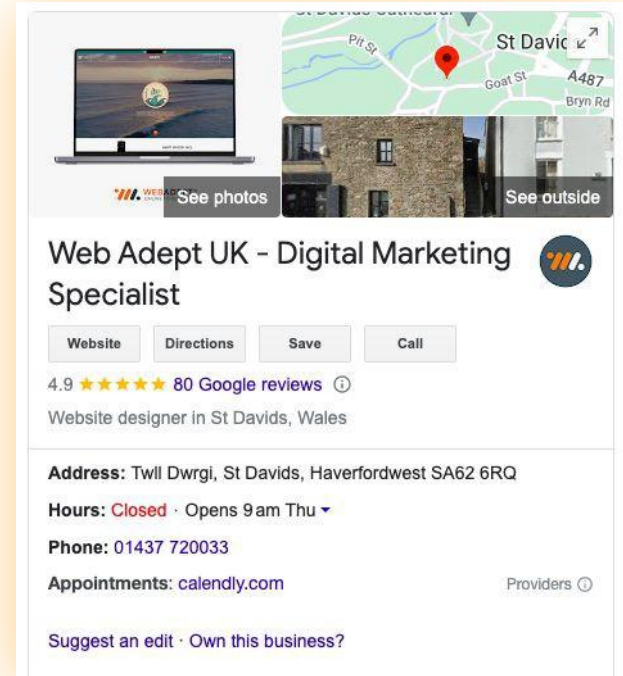 Pit St
St David
Goat St
A487
Bryn Rd
See photos
See outside
Web Adept UK - Digital Marketing
Specialist
Website
Directions
Save
Call
4.9 ★★★★★ 80 Google reviews
Website designer in St Davids, Wales
Address: Twll Dwrgi, St Davids, Haverfordwest SA62 6RQ
Hours: Closed · Opens 9 am Thu
Phone: 01437 720033
Appointments: calendly.com
Providers
Suggest an edit · Own this business?